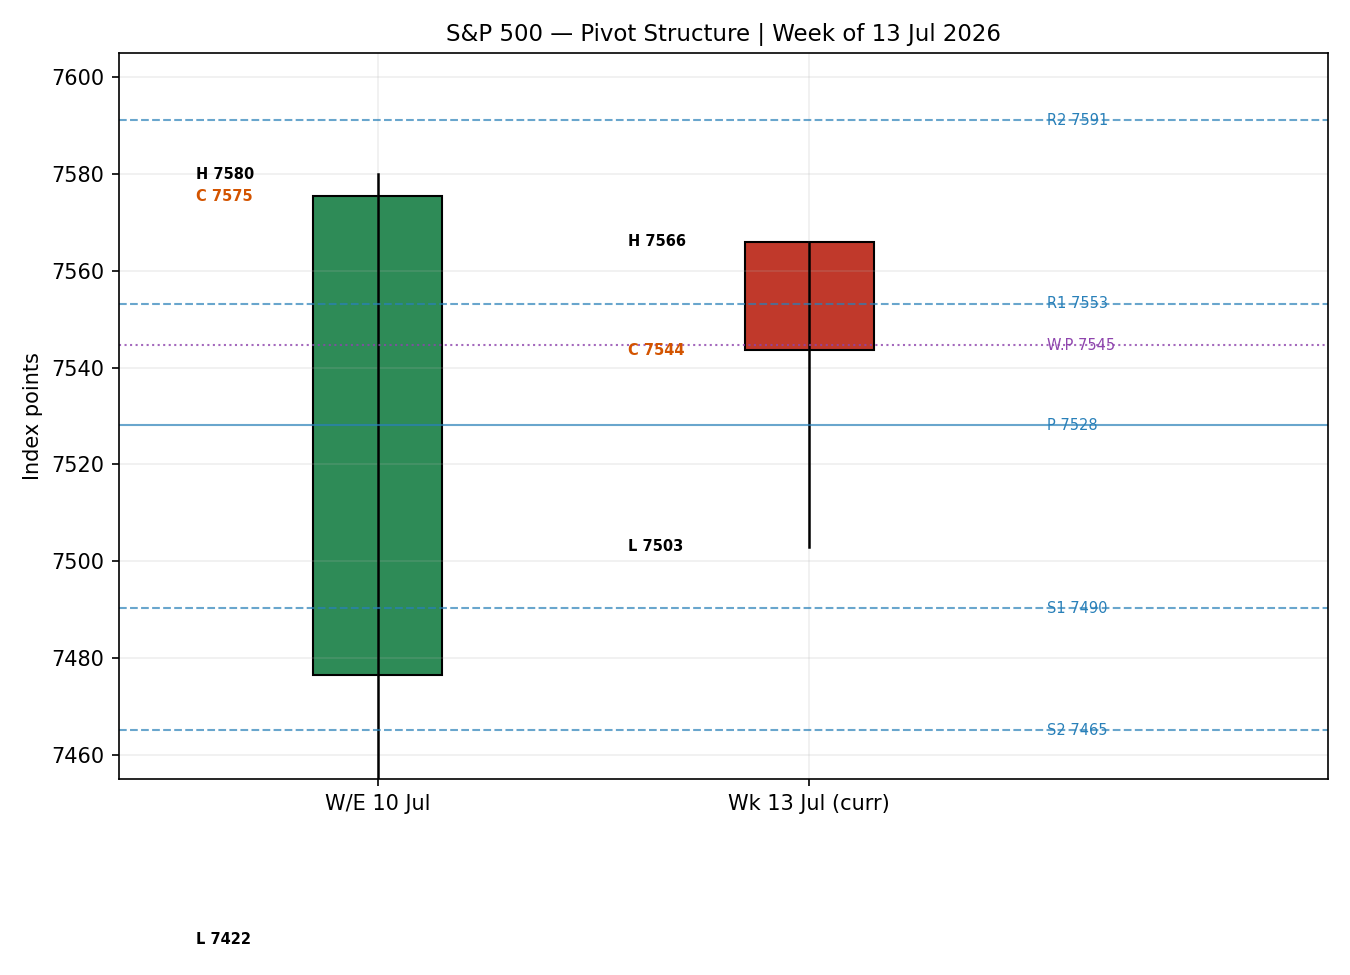 S&P 500 — Pivot Structure | Week of 13 Jul 2026
Index points
7600
7580
7560
7540
7520
7500
7480
7460
R2 7591
H 7580
C 7575
H 7566
R1 7553
W.P 7545
C 7544
P 7528
L 7503
S1 7490
S2 7465
W/E 10 Jul
Wk 13 Jul (curr)
L 7422